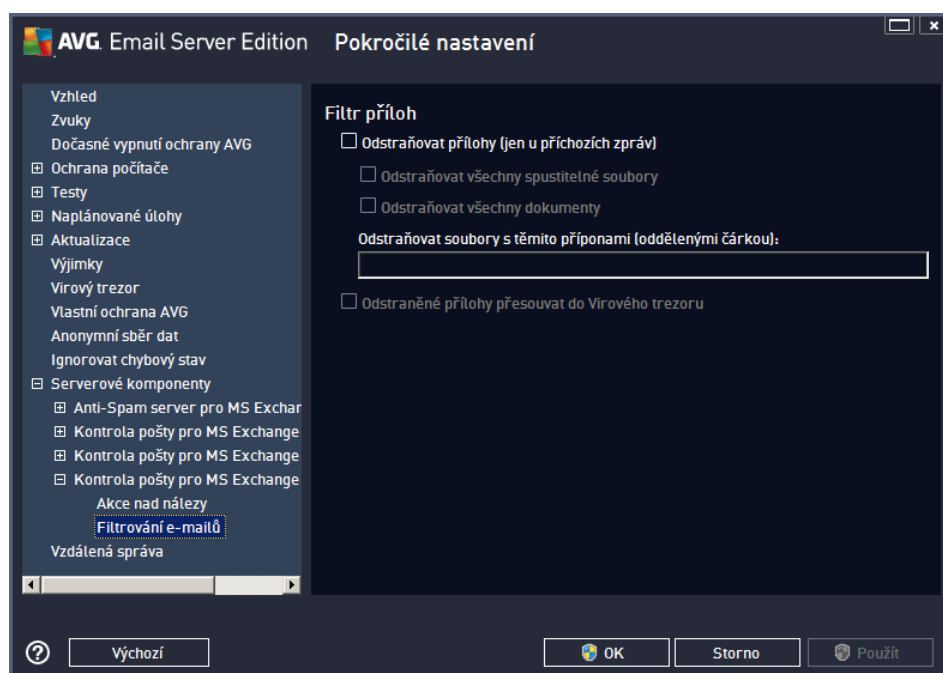 AVG. Email Server Edition Pokročilé nastavení
Vzhled
Zvuky
Dočasné vypnutí ochrany AVG
Ochrana počítače
Testy
Naplánované úlohy
Aktualizace
Výjimky
Virový trezor
Vlastní ochrana AVG
Anonymní sběr dat
Ignorovat chybový stav
Serverové komponenty
Anti-Spam server pro MS Exchar
Kontrola pošty pro MS Exchange
Kontrola pošty pro MS Exchange
Kontrola pošty pro MS Exchange
Akce nad nálezy
Filtrování e-mailů
Vzdálená správa
Filtr příloh
Odstraňovat přílohy (jen u příchozích zpráv)
Odstraňovat všechny spustitelné soubory
Odstraňovat všechny dokumenty
Odstraňovat soubory s těmito příponami (oddělenými čárkou):
Odstraněné přílohy přesouvat do Virového trezoru
? Výchozí OK Storno Použít